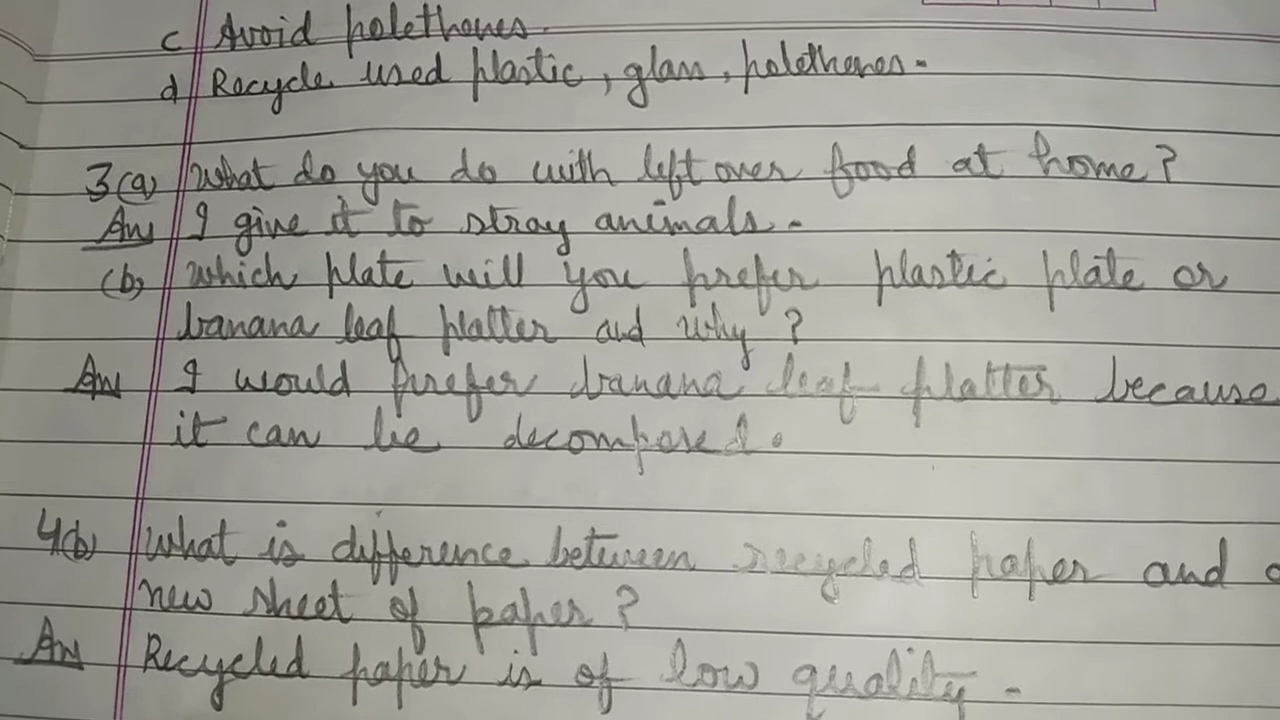 c Avoid polethenes.
d Recycle used plastic, glass, polethenes.
3(a) What do you do with left over food at home?
Ans I give it to stray animals.
(b) which plate will you prefer plastic plate or
banana leaf platter and why?
Ans I would prefer banana leaf platter because
it can be decomposed.
4(b) What is difference between recycled paper and a
new sheet of paper?
Ans Recycled paper is of low quality.